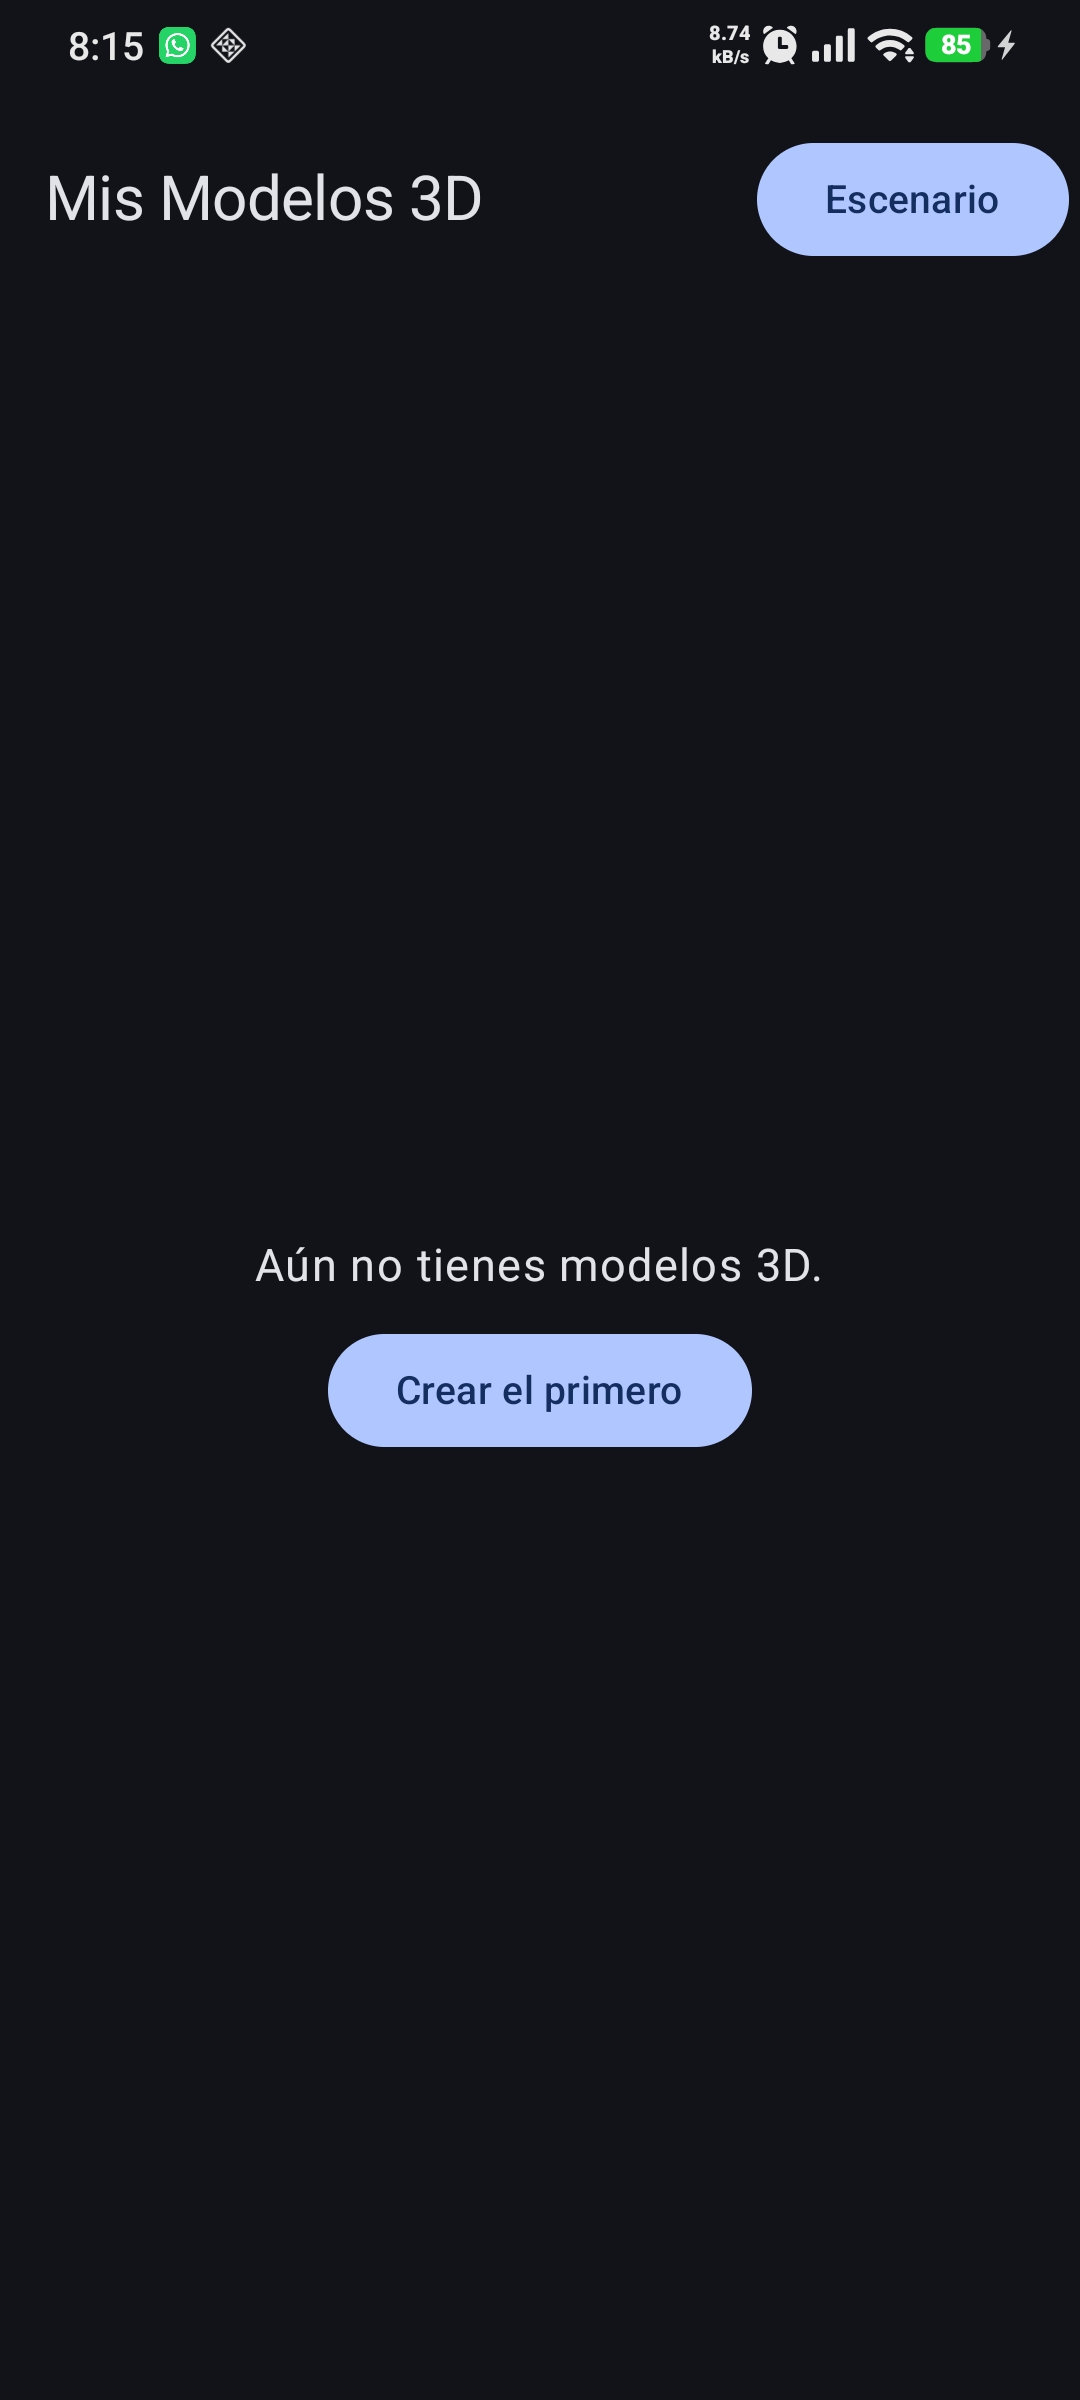 8:15
8.74
kB/s
85
Mis Modelos 3D
Escenario
Aún no tienes modelos 3D.
Crear el primero